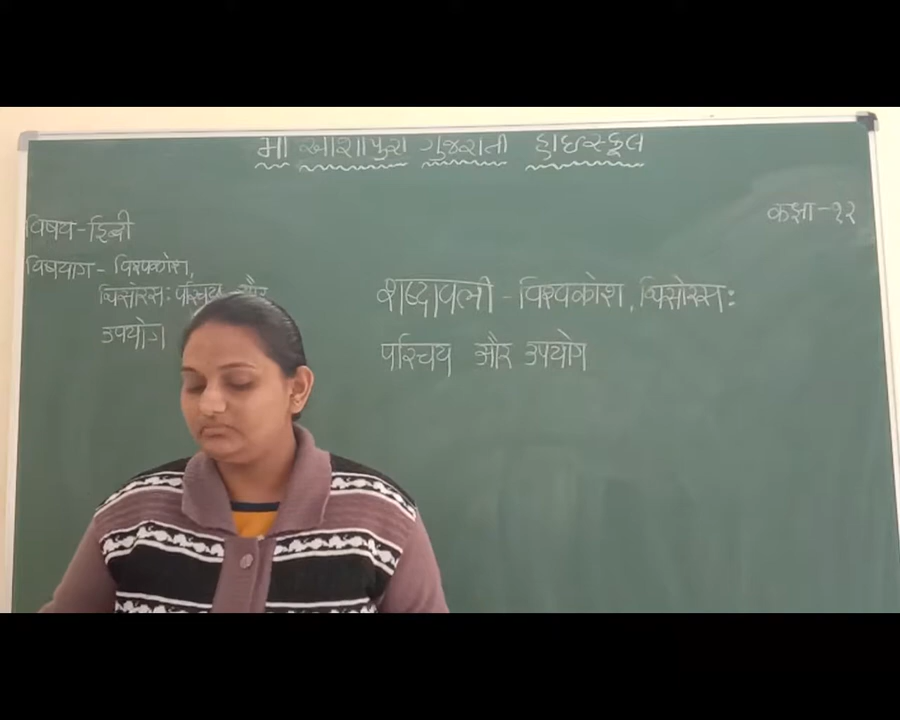 मा आशापुरा गुजराती हाईस्कूल
कक्षा-१२
विषय-हिन्दी
विषयांग - विश्वकोश,
थिसोरस: परिचय और
उपयोग
शब्दावली - विश्वकोश, थिसोरस:
परिचय और उपयोग